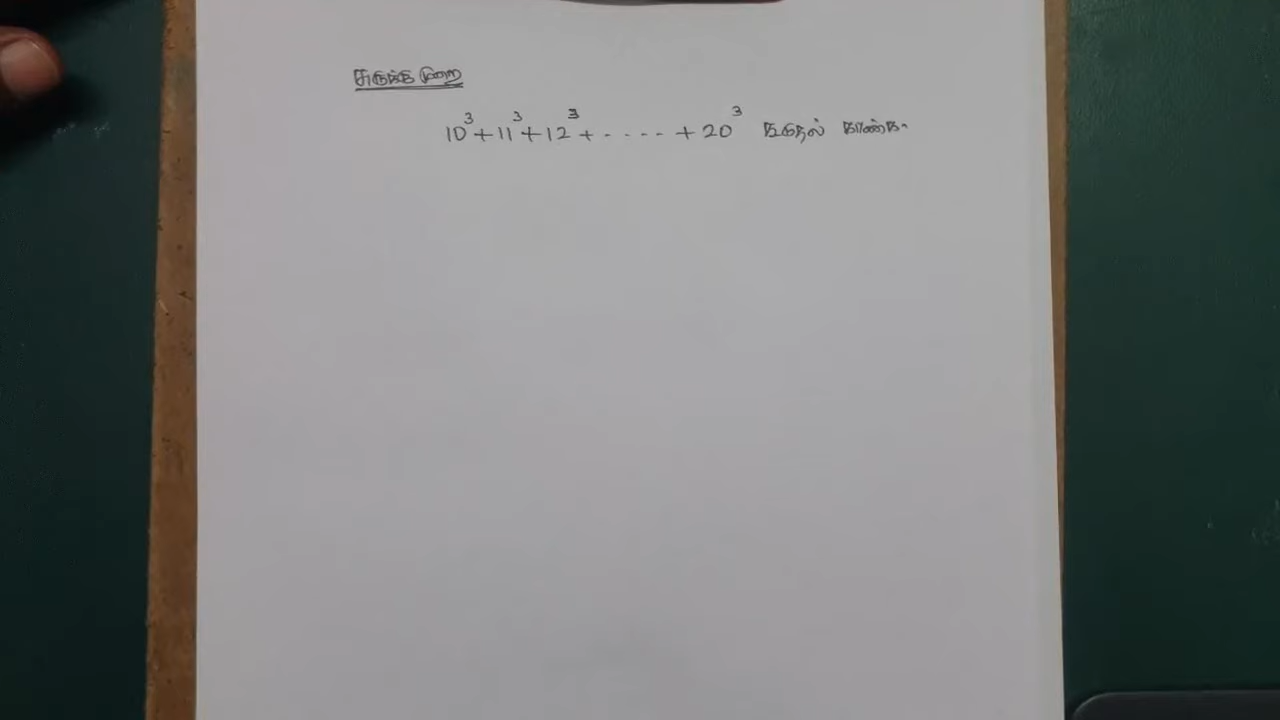 சுருக்கு முறை
10³ + 11³ + 12³ + ..... + 20³ கூடுதல் காண்க.